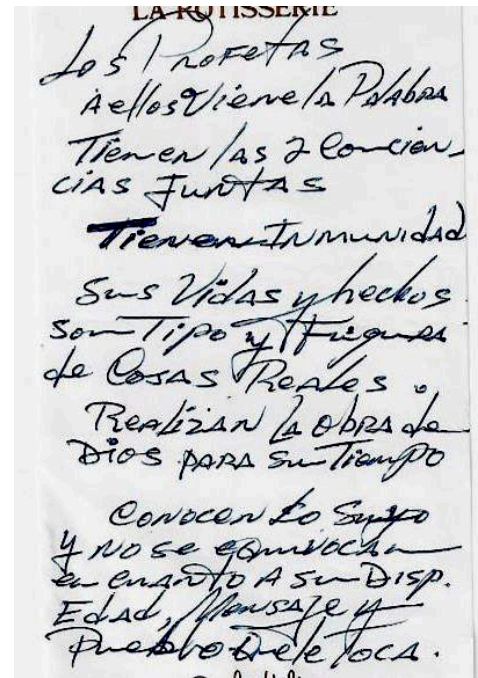 LA ROTISSERIE
Los Profetas
A ellos Viene la Palabra
Tienen las 2 Concien-
cias Juntas
Tienen Inmunidad
Sus Vidas y hechos
son Tipo y Figura
de Cosas Reales.
Realizan la obra de
Dios para su Tiempo
Conocen Lo Suyo
y no se equivocan
en cuanto a su Disp.
Edad, Mensaje y
Pueblo que le Toca.